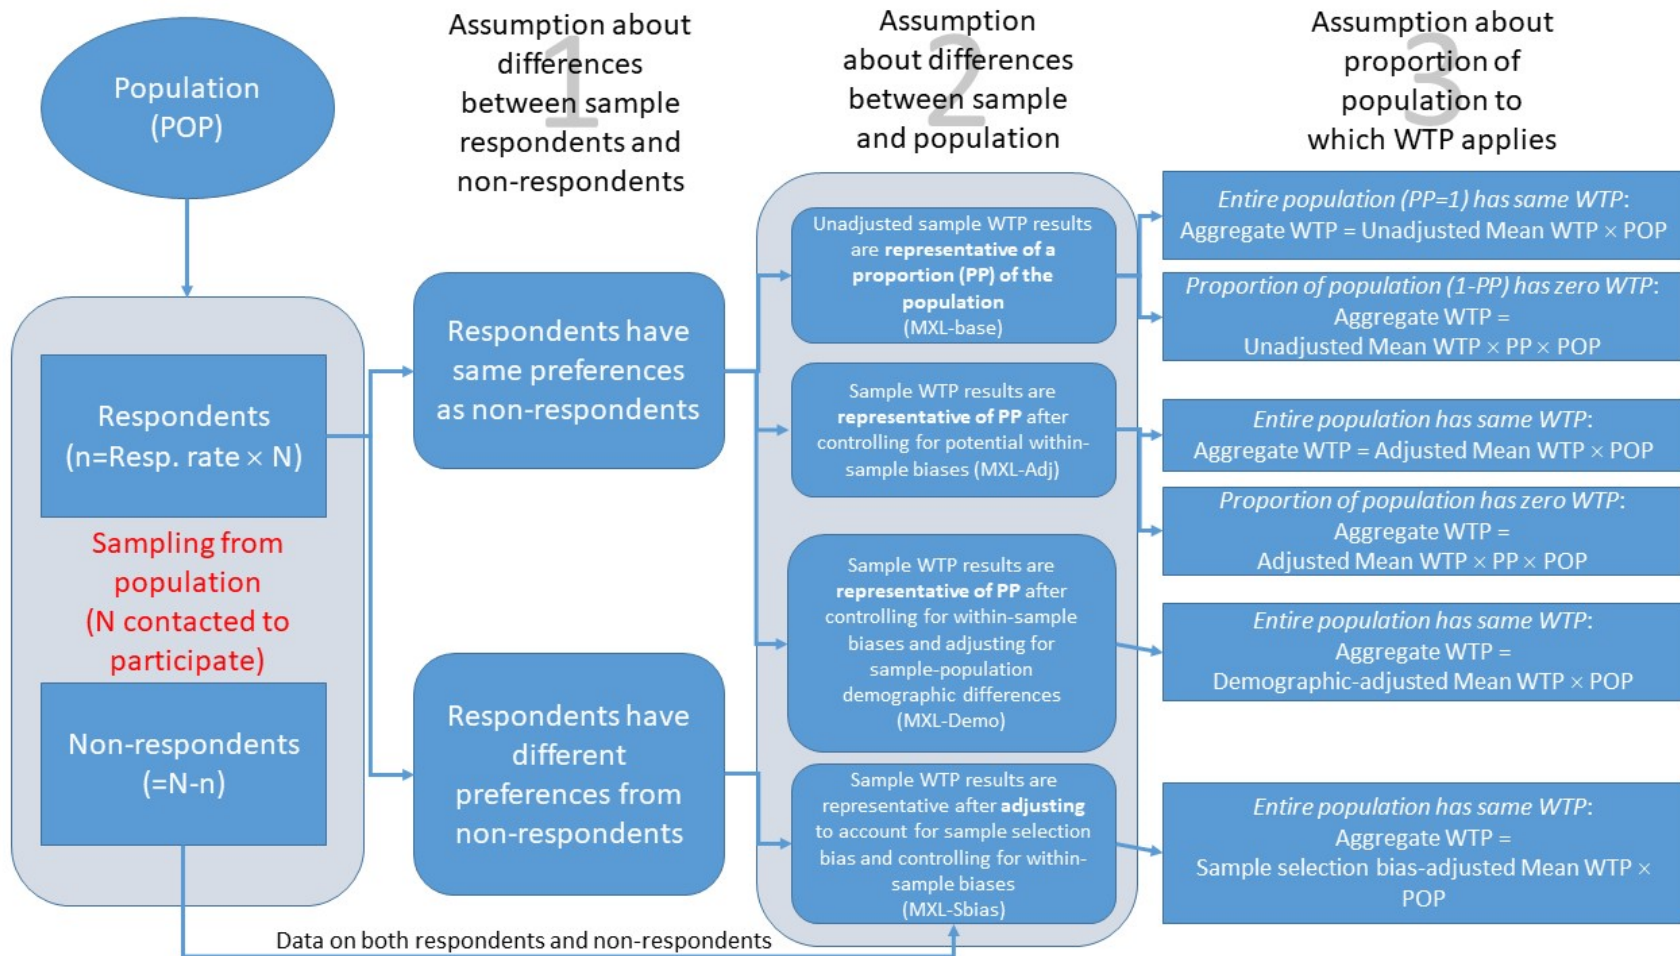 Population
(POP)
Respondents
(n=Resp. rate × N)
Sampling from
population
(N contacted to
participate)
Non-respondents
(=N-n)
1
Assumption about
differences
between sample
respondents and
non-respondents
Respondents have
same preferences
as non-respondents
Respondents have
different
preferences from
non-respondents
2
Assumption
about differences
between sample
and population
Unadjusted sample WTP results
are representative of a
proportion (PP) of the
population
(MXL-base)
Sample WTP results are
representative of PP after
controlling for potential within-
sample biases (MXL-Adj)
Sample WTP results are
representative of PP after
controlling for within-sample
biases and adjusting for
sample-population
demographic differences
(MXL-Demo)
Sample WTP results are
representative after adjusting
to account for sample selection
bias and controlling for within-
sample biases
(MXL-Sbias)
3
Assumption about
proportion of
population to
which WTP applies
Entire population (PP=1) has same WTP:
Aggregate WTP = Unadjusted Mean WTP × POP
Proportion of population (1-PP) has zero WTP:
Aggregate WTP =
Unadjusted Mean WTP × PP × POP
Entire population has same WTP:
Aggregate WTP = Adjusted Mean WTP × POP
Proportion of population has zero WTP:
Aggregate WTP =
Adjusted Mean WTP × PP × POP
Entire population has same WTP:
Aggregate WTP =
Demographic-adjusted Mean WTP × POP
Entire population has same WTP:
Aggregate WTP =
Sample selection bias-adjusted Mean WTP ×
POP
Data on both respondents and non-respondents